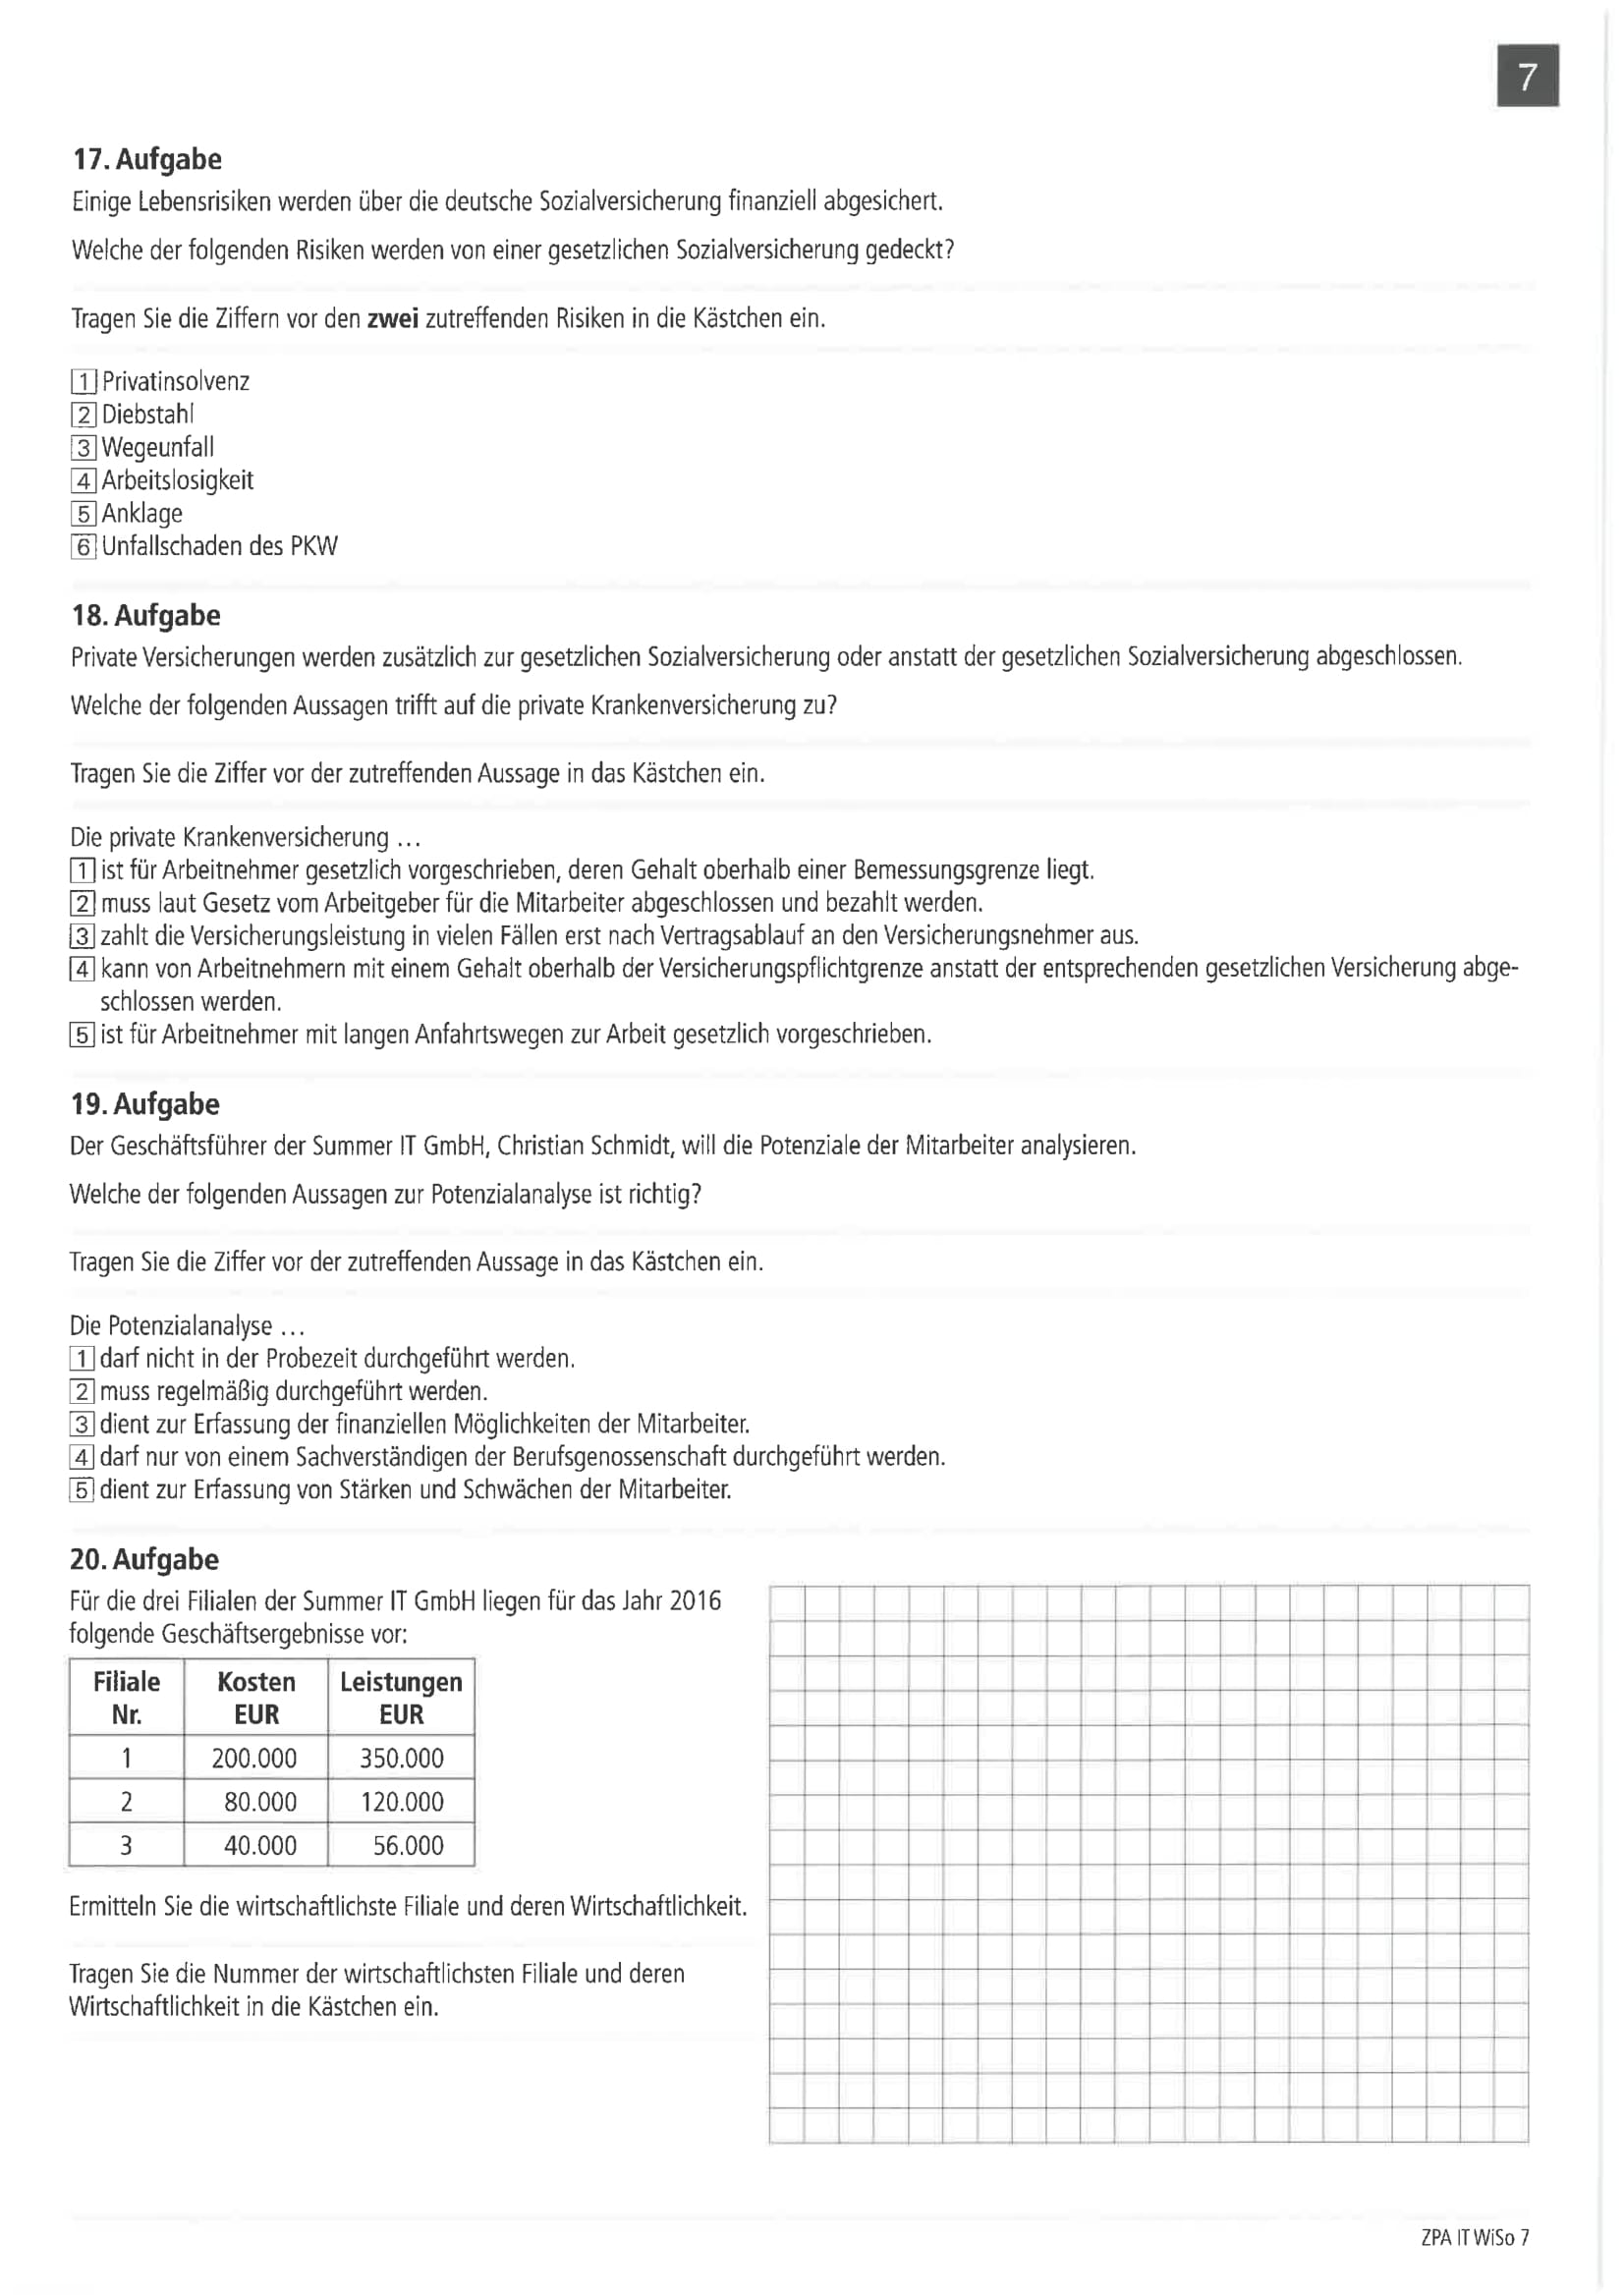 7
17. Aufgabe
Einige Lebensrisiken werden über die deutsche Sozialversicherung finanziell abgesichert.
Welche der folgenden Risiken werden von einer gesetzlichen Sozialversicherung gedeckt?
Tragen Sie die Ziffern vor den zwei zutreffenden Risiken in die Kästchen ein.
1 Privatinsolvenz
2 Diebstahl
3 Wegeunfall
4 Arbeitslosigkeit
5 Anklage
6 Unfallschaden des PKW
18. Aufgabe
Private Versicherungen werden zusätzlich zur gesetzlichen Sozialversicherung oder anstatt der gesetzlichen Sozialversicherung abgeschlossen.
Welche der folgenden Aussagen trifft auf die private Krankenversicherung zu?
Tragen Sie die Ziffer vor der zutreffenden Aussage in das Kästchen ein.
Die private Krankenversicherung …
1 ist für Arbeitnehmer gesetzlich vorgeschrieben, deren Gehalt oberhalb einer Bemessungsgrenze liegt.
2 muss laut Gesetz vom Arbeitgeber für die Mitarbeiter abgeschlossen und bezahlt werden.
3 zahlt die Versicherungsleistung in vielen Fällen erst nach Vertragsablauf an den Versicherungsnehmer aus.
4 kann von Arbeitnehmern mit einem Gehalt oberhalb der Versicherungspflichtgrenze anstatt der entsprechenden gesetzlichen Versicherung abge-
schlossen werden.
5 ist für Arbeitnehmer mit langen Anfahrtswegen zur Arbeit gesetzlich vorgeschrieben.
19. Aufgabe
Der Geschäftsführer der Summer IT GmbH, Christian Schmidt, will die Potenziale der Mitarbeiter analysieren.
Welche der folgenden Aussagen zur Potenzialanalyse ist richtig?
Tragen Sie die Ziffer vor der zutreffenden Aussage in das Kästchen ein.
Die Potenzialanalyse …
1 darf nicht in der Probezeit durchgeführt werden.
2 muss regelmäßig durchgeführt werden.
3 dient zur Erfassung der finanziellen Möglichkeiten der Mitarbeiter.
4 darf nur von einem Sachverständigen der Berufsgenossenschaft durchgeführt werden.
5 dient zur Erfassung von Stärken und Schwächen der Mitarbeiter.
20. Aufgabe
Für die drei Filialen der Summer IT GmbH liegen für das Jahr 2016
folgende Geschäftsergebnisse vor:
Filiale Kosten Leistungen
Nr. EUR EUR
1 200.000 350.000
2 80.000 120.000
3 40.000 56.000
Ermitteln Sie die wirtschaftlichste Filiale und deren Wirtschaftlichkeit.
Tragen Sie die Nummer der wirtschaftlichsten Filiale und deren
Wirtschaftlichkeit in die Kästchen ein.
ZPA IT WiSo 7